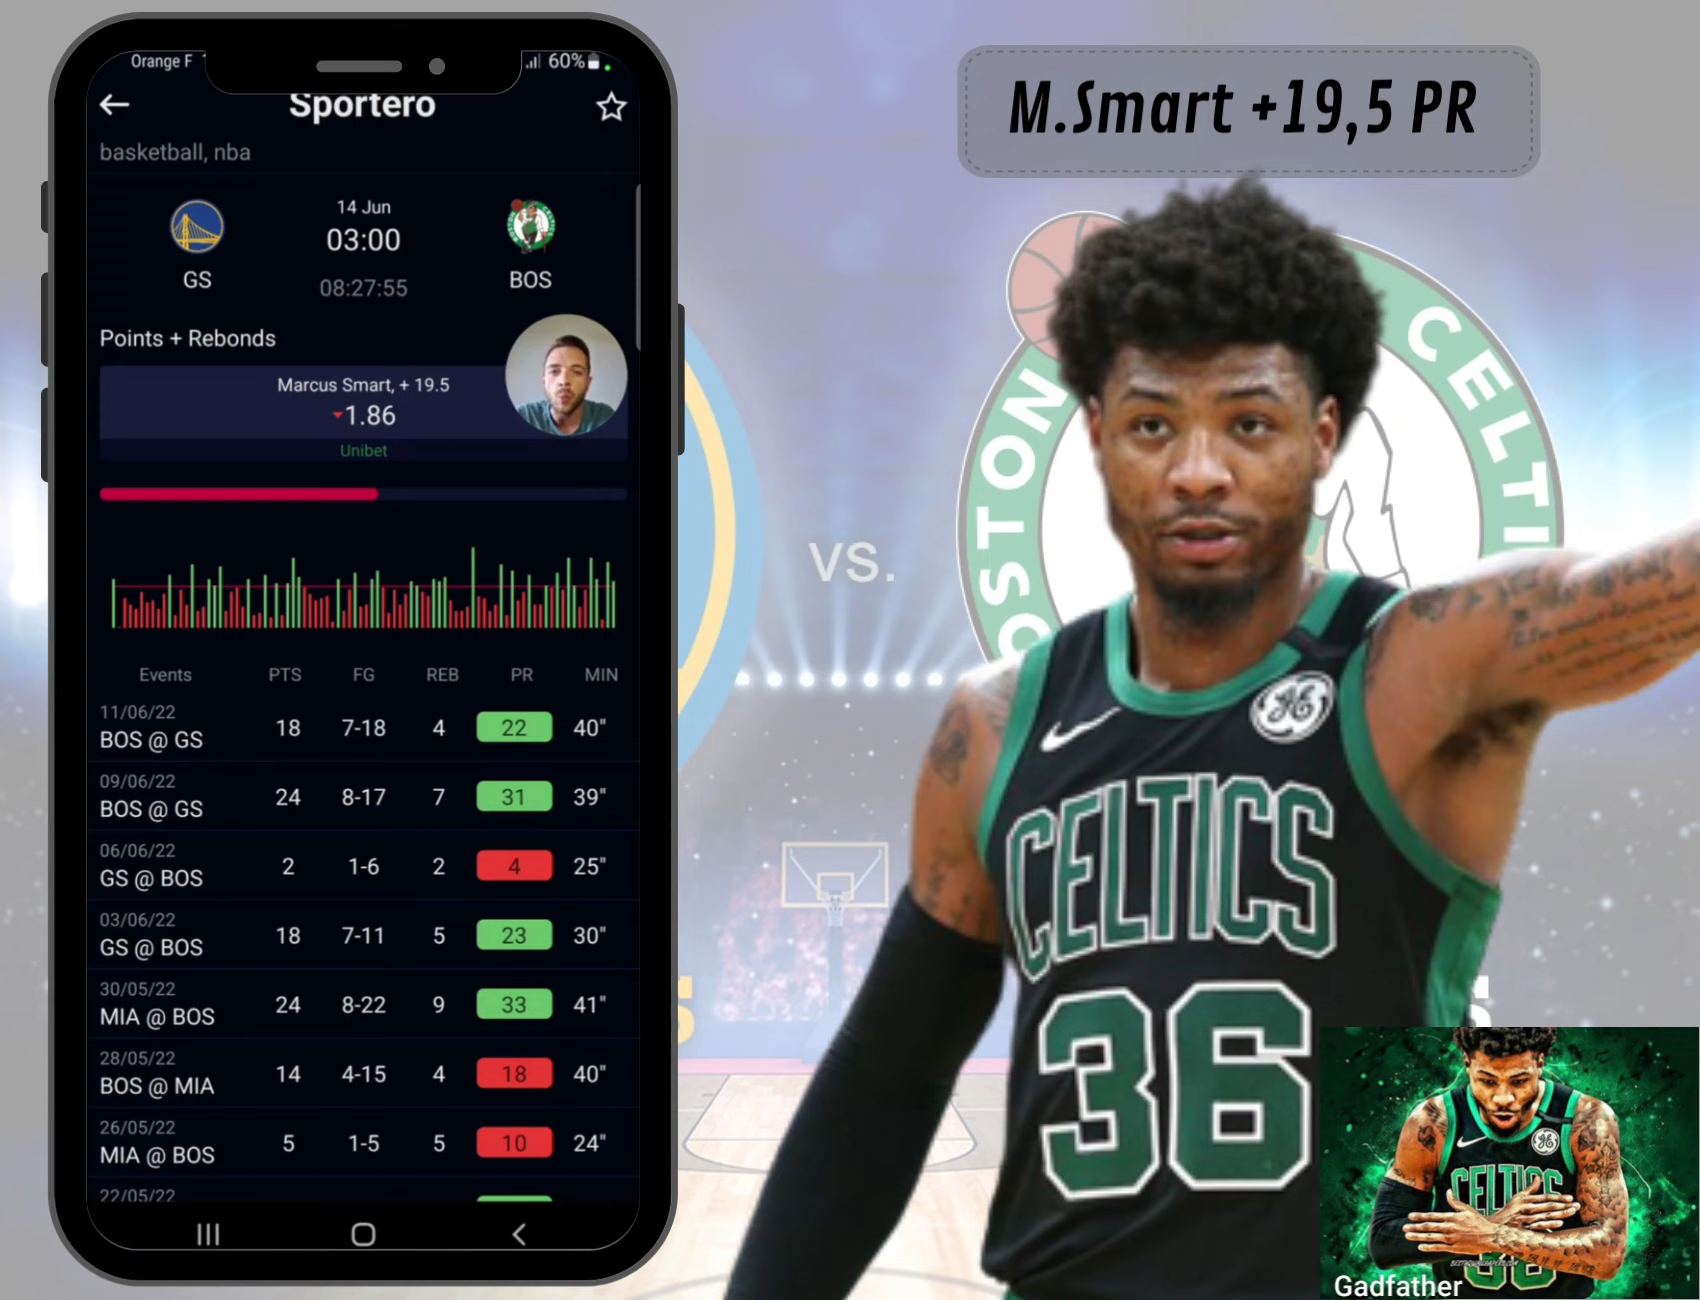 Orange F
60%
Sportero
basketball, nba
14 Jun
03:00
08:27:55
GS
BOS
Points + Rebonds
Marcus Smart, + 19.5
1.86
Unibet
Events PTS FG REB PR MIN
11/06/22
BOS @ GS 18 7-18 4 22 40"
09/06/22
BOS @ GS 24 8-17 7 31 39"
06/06/22
GS @ BOS 2 1-6 2 4 25"
03/06/22
GS @ BOS 18 7-11 5 23 30"
30/05/22
MIA @ BOS 24 8-22 9 33 41"
28/05/22
BOS @ MIA 14 4-15 4 18 40"
26/05/22
MIA @ BOS 5 1-5 5 10 24"
22/05/22
M.Smart +19,5 PR
VS.
OSTON
CELTI
GE
CELTICS
36
S
CELTICS
36
Gadfather